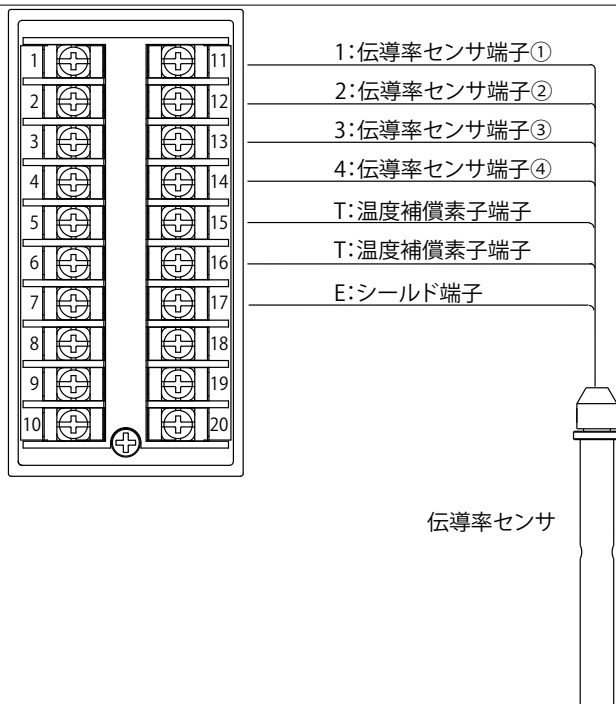 1 11
2 12
3 13
4 14
5 15
6 16
7 17
8 18
9 19
10 20
1：伝導率センサ端子①
2：伝導率センサ端子②
3：伝導率センサ端子③
4：伝導率センサ端子④
T：温度補償素子端子
T：温度補償素子端子
E：シールド端子
伝導率センサ